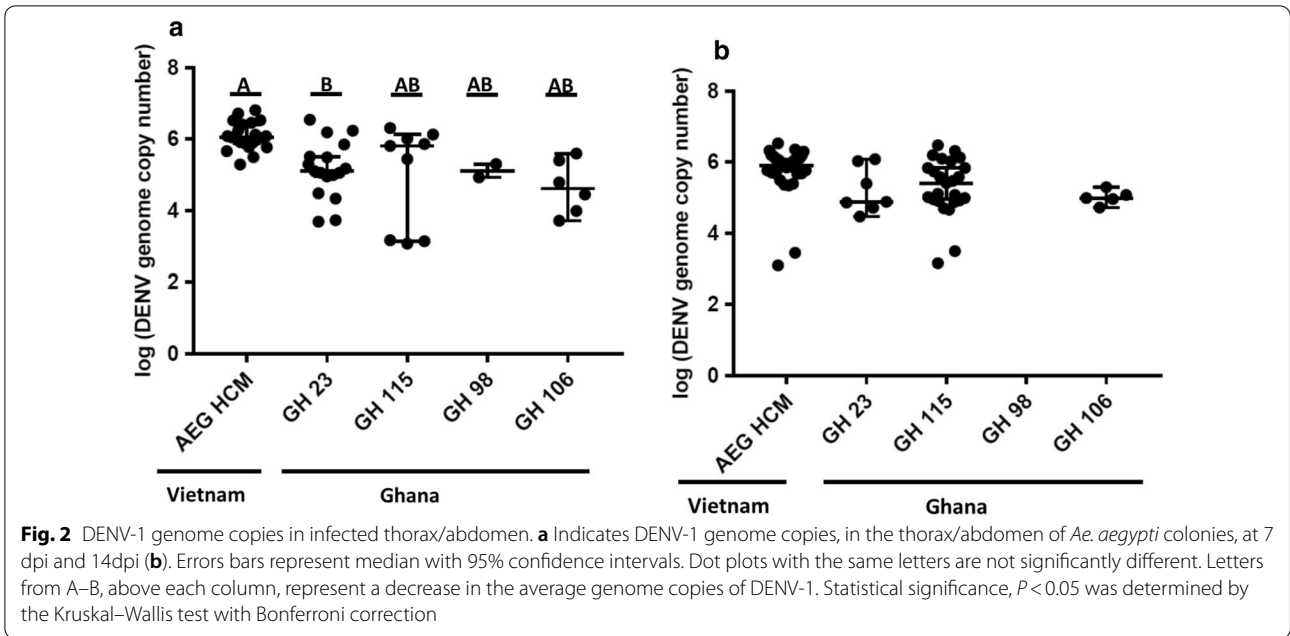 a
8
6
4
2
0
log (DENV genome copy number)
A B AB AB AB
AEG HCM GH 23 GH 115 GH 98 GH 106
Vietnam Ghana
b
8
6
4
2
0
log (DENV genome copy number)
AEG HCM GH 23 GH 115 GH 98 GH 106
Vietnam Ghana
Fig. 2 DENV-1 genome copies in infected thorax/abdomen. a Indicates DENV-1 genome copies, in the thorax/abdomen of Ae. aegypti colonies, at 7
dpi and 14dpi (b). Errors bars represent median with 95% confidence intervals. Dot plots with the same letters are not significantly different. Letters
from A–B, above each column, represent a decrease in the average genome copies of DENV-1. Statistical significance, P < 0.05 was determined by
the Kruskal–Wallis test with Bonferroni correction